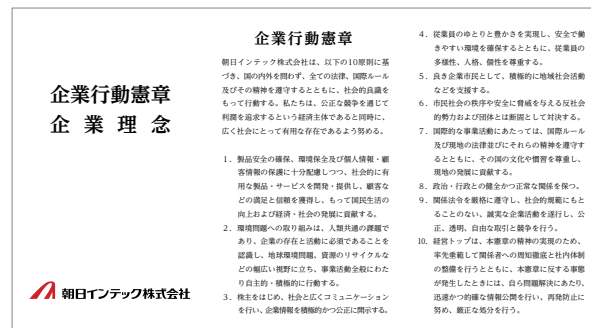 企業行動憲章
企業理念
朝日インテック株式会社
企業行動憲章
朝日インテック株式会社は、以下の10原則に基
づき、国の内外を問わず、全ての法律、国際ルール
及びその精神を遵守するとともに、社会的良識を
もって行動する。私たちは、公正な競争を通じて
利潤を追求するという経済主体であると同時に、
広く社会にとって有用な存在であるよう努める。
1．製品安全の確保、環境保全及び個人情報・顧
客情報の保護に十分配慮しつつ、社会的に有
用な製品・サービスを開発・提供し、顧客な
どの満足と信頼を獲得し、もって国民生活の
向上および経済・社会の発展に貢献する。
2．環境問題への取り組みは、人類共通の課題で
あり、企業の存在と活動に必須であることを
認識し、地球環境問題、資源のリサイクルな
どの幅広い視野に立ち、事業活動全般にわた
り自主的・積極的に行動する。
3．株主をはじめ、社会と広くコミュニケーション
を行い、企業情報を積極的かつ公正に開示する。
4．従業員のゆとりと豊かさを実現し、安全で働
きやすい環境を確保するとともに、従業員の
多様性、人格、個性を尊重する。
5．良き企業市民として、積極的に地域社会活動
などを支援する。
6．市民社会の秩序や安全に脅威を与える反社会
的勢力および団体とは断固として対決する。
7．国際的な事業活動にあたっては、国際ルール
及び現地の法律並びにそれらの精神を遵守す
るとともに、その国の文化や慣習を尊重し、
現地の発展に貢献する。
8．政治・行政との健全かつ正常な関係を保つ。
9．関係法令を厳格に遵守し、社会的規範にもと
ることのない、誠実な企業活動を遂行し、公
正、透明、自由な取引と競争を行う。
10．経営トップは、本憲章の精神の実現のため、
率先垂範して関係者への周知徹底と社内体制
の整備を行うとともに、本憲章に反する事態
が発生したときには、自ら問題解決にあたり、
迅速かつ的確な情報公開を行い、再発防止に
努め、厳正な処分を行う。